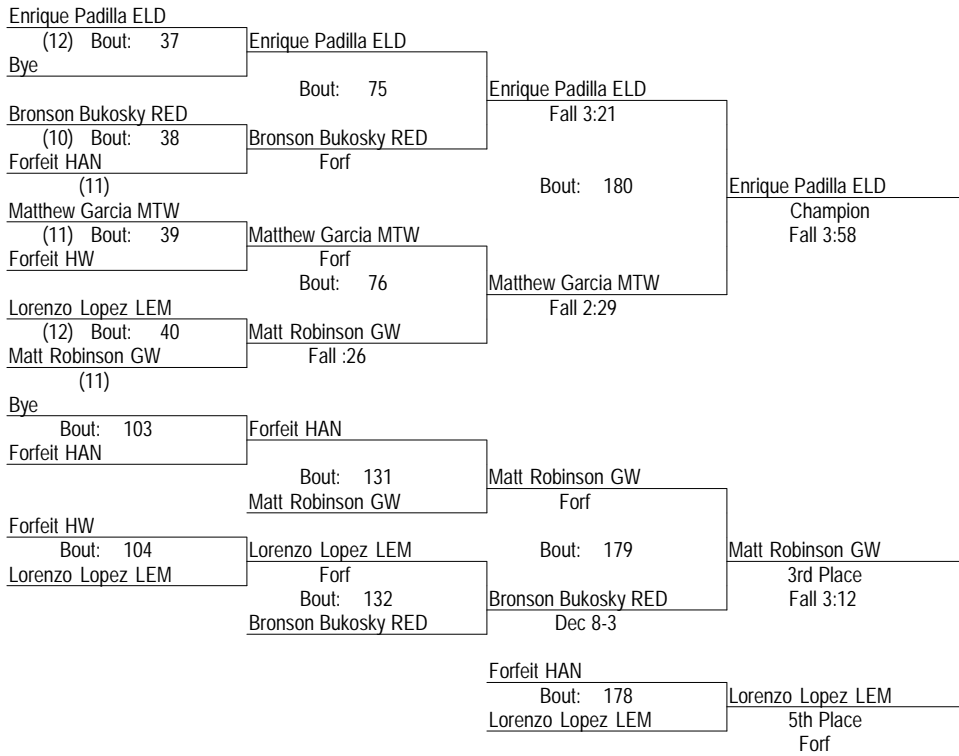 Enrique Padilla ELD
(12) Bout: 37 Enrique Padilla ELD
Bye
Bout: 75 Enrique Padilla ELD
Bronson Bukosky RED Fall 3:21
(10) Bout: 38 Bronson Bukosky RED
Forfeit HAN Forf
(11) Bout: 180 Enrique Padilla ELD
Matthew Garcia MTW Champion
(11) Bout: 39 Matthew Garcia MTW Fall 3:58
Forfeit HW Forf
Bout: 76 Matthew Garcia MTW
Lorenzo Lopez LEM Fall 2:29
(12) Bout: 40 Matt Robinson GW
Matt Robinson GW Fall :26
(11)
Bye
Bout: 103 Forfeit HAN
Forfeit HAN
Bout: 131 Matt Robinson GW
Matt Robinson GW Forf
Forfeit HW
Bout: 104 Lorenzo Lopez LEM Bout: 179 Matt Robinson GW
Lorenzo Lopez LEM Forf 3rd Place
Bout: 132 Bronson Bukosky RED Fall 3:12
Bronson Bukosky RED Dec 8-3
Forfeit HAN
Bout: 178 Lorenzo Lopez LEM
Lorenzo Lopez LEM 5th Place
Forf